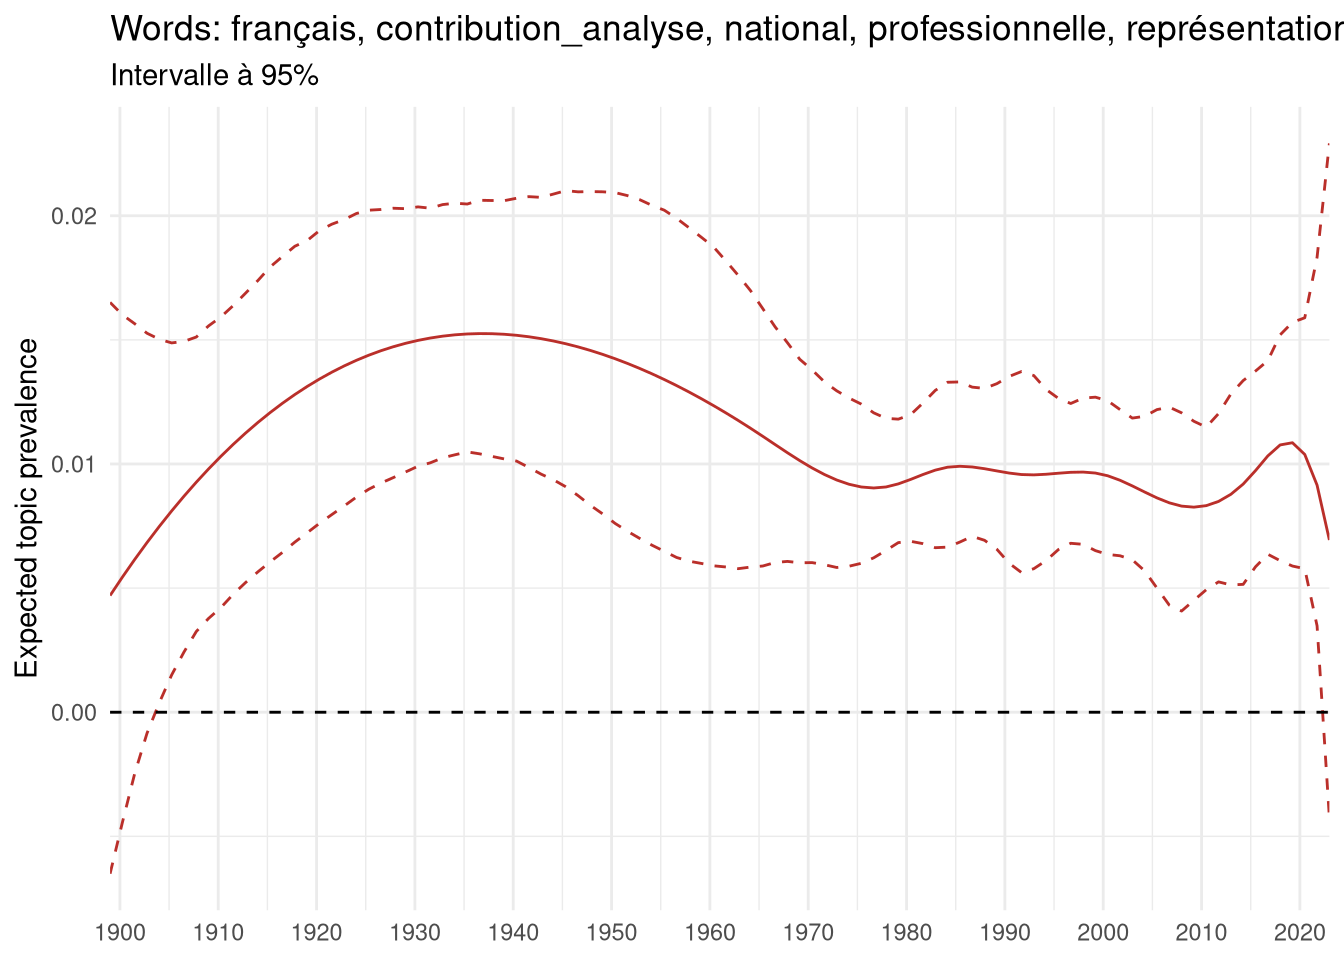 Words: français, contribution_analyse, national, professionnelle, représentation
Intervalle à 95%
Expected topic prevalence
0.02
0.01
0.00
1900 1910 1920 1930 1940 1950 1960 1970 1980 1990 2000 2010 2020